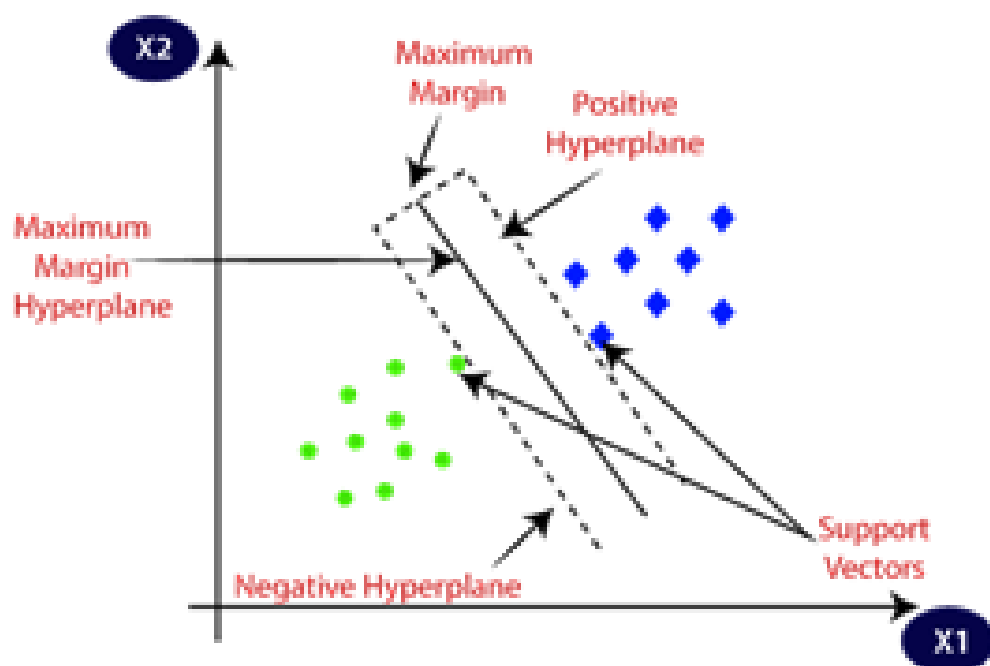 X2
Maximum
Margin
Positive
Hyperplane
Maximum
Margin
Hyperplane
Support
Vectors
Negative Hyperplane
X1